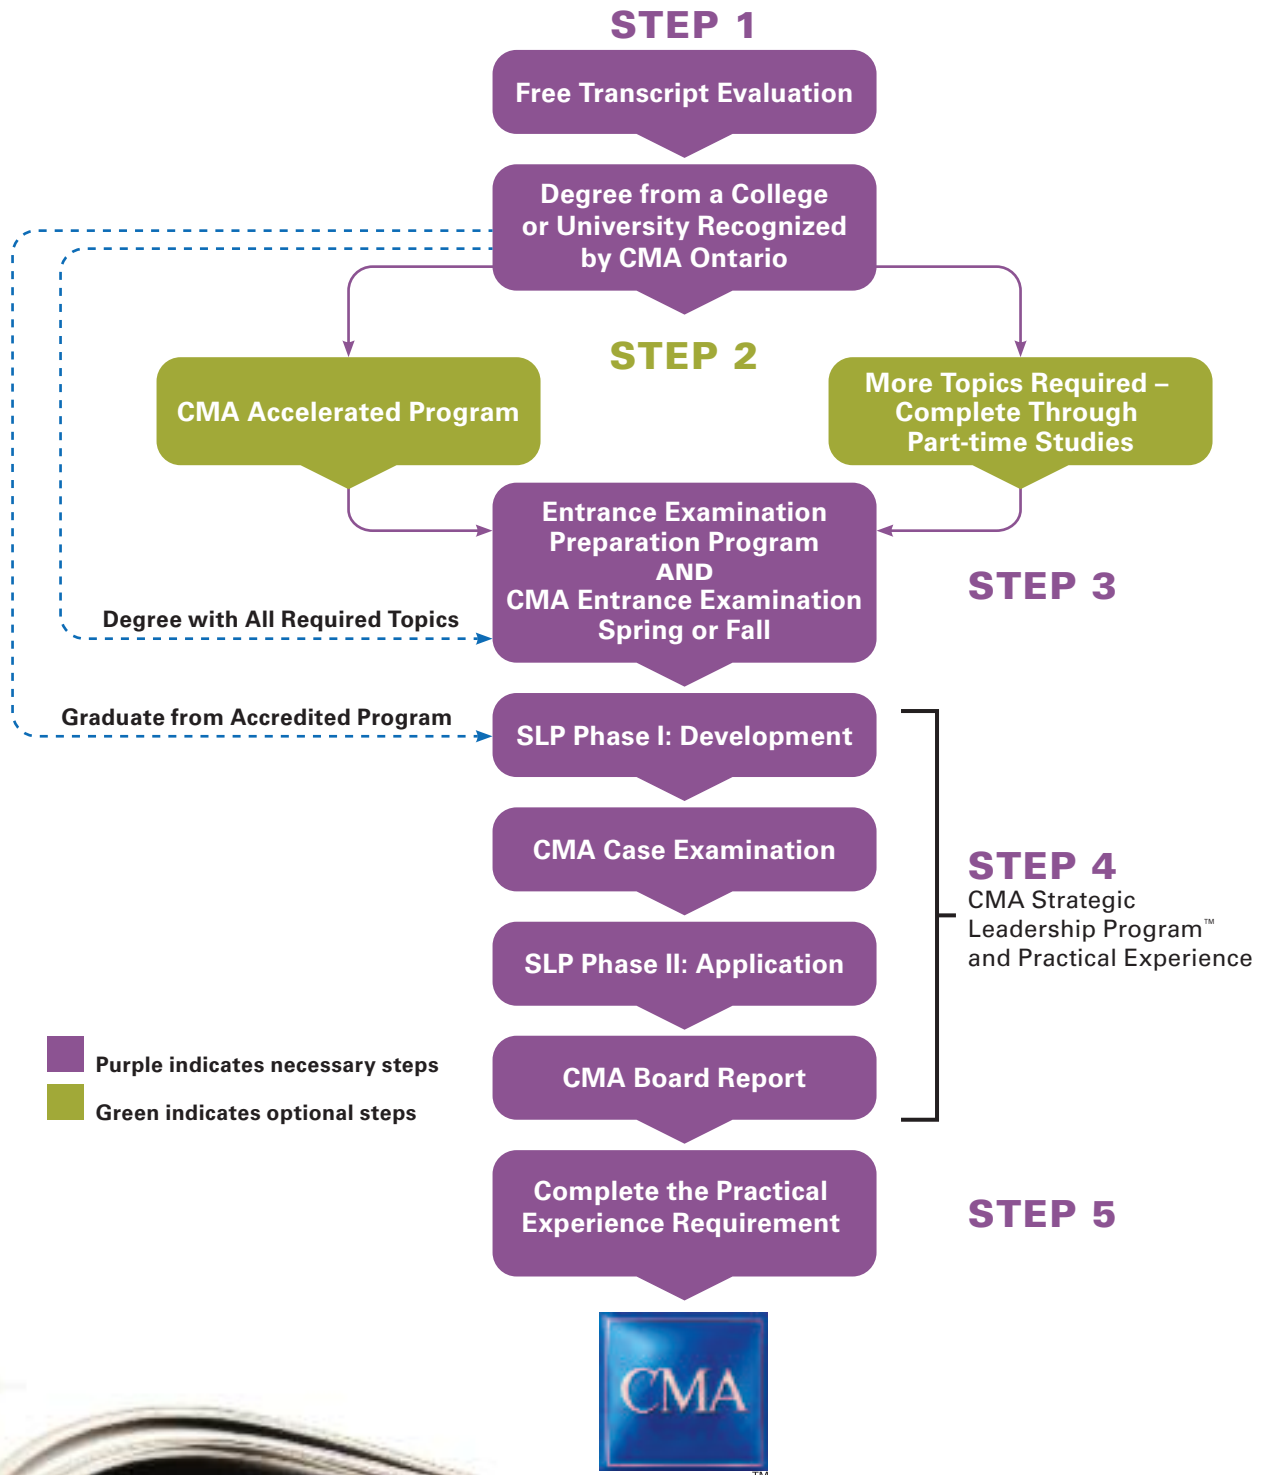 STEP 1
Free Transcript Evaluation
Degree from a College
or University Recognized
by CMA Ontario
STEP 2
CMA Accelerated Program
More Topics Required –
Complete Through
Part-time Studies
Entrance Examination
Preparation Program
AND
CMA Entrance Examination
Spring or Fall
STEP 3
Degree with All Required Topics
Graduate from Accredited Program
SLP Phase I: Development
CMA Case Examination
STEP 4
CMA Strategic
Leadership Program™
and Practical Experience
SLP Phase II: Application
CMA Board Report
Purple indicates necessary steps
Green indicates optional steps
Complete the Practical
Experience Requirement
STEP 5
CMA
TM